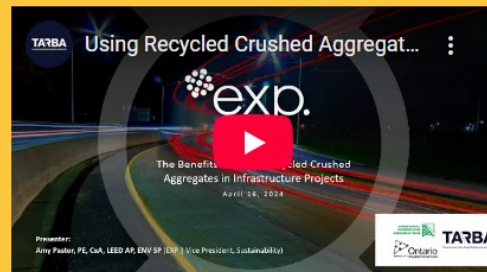 TARBA
Using Recycled Crushed Aggregat...
exp.
The Benefits cled Crushed
Aggregates in Infrastructure Projects
April 16, 2024
Presenter:
Amy Pastor, PE, CxA, LEED AP, ENV SP (EXP | Vice President, Sustainability)
TARBA
Ontario